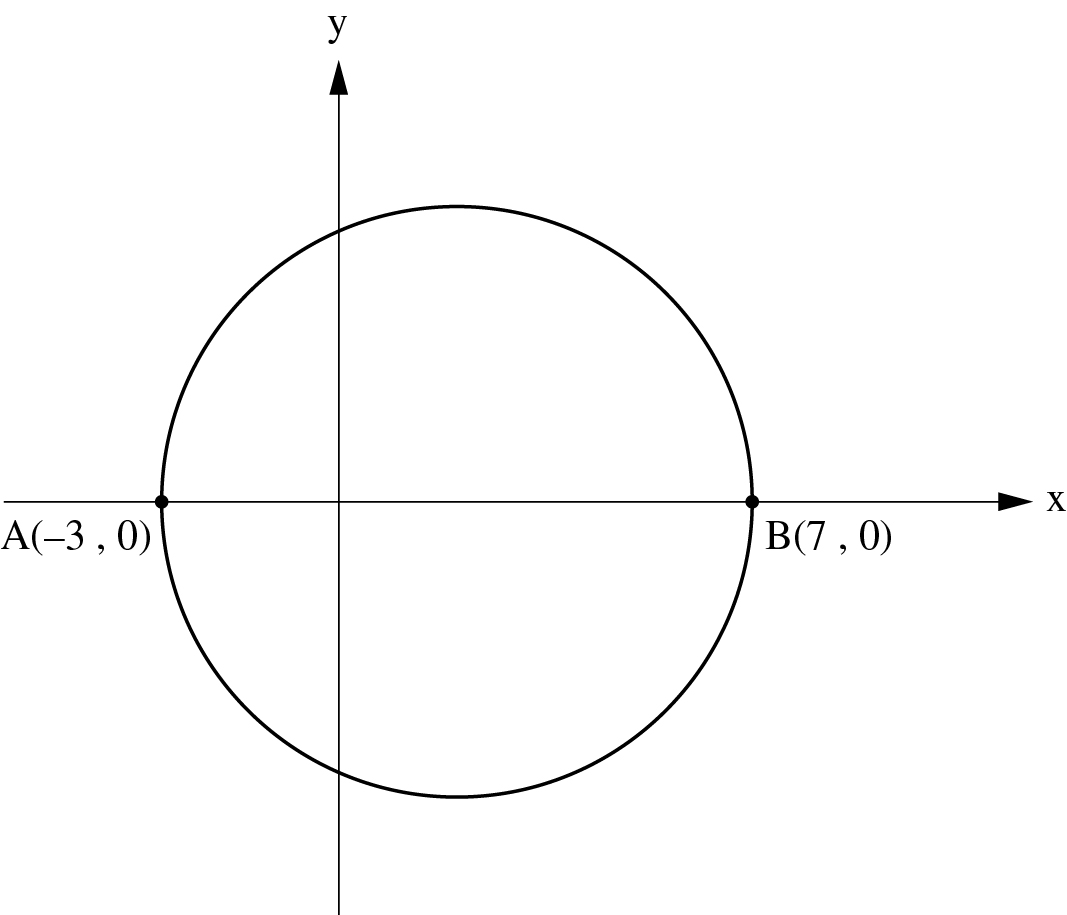 y
x
A(–3 , 0)
B(7 , 0)